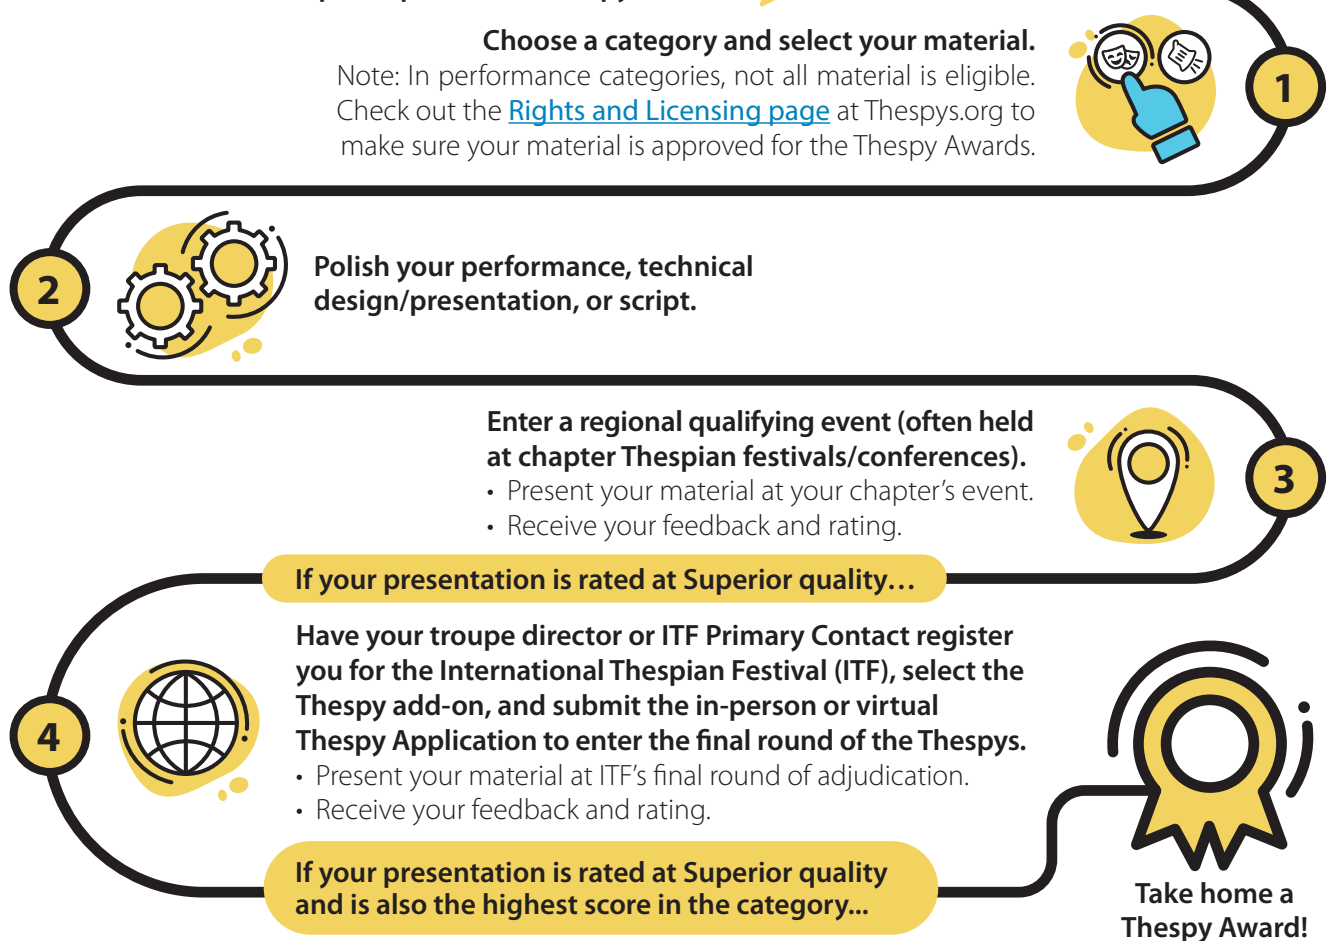 Choose a category and select your material.
Note: In performance categories, not all material is eligible.
Check out the Rights and Licensing page at Thespys.org to
make sure your material is approved for the Thespy Awards.
1
2
Polish your performance, technical
design/presentation, or script.
Enter a regional qualifying event (often held
at chapter Thespian festivals/conferences).
• Present your material at your chapter's event.
• Receive your feedback and rating.
3
If your presentation is rated at Superior quality…
4
Have your troupe director or ITF Primary Contact register
you for the International Thespian Festival (ITF), select the
Thespy add-on, and submit the in-person or virtual
Thespy Application to enter the final round of the Thespys.
• Present your material at ITF's final round of adjudication.
• Receive your feedback and rating.
If your presentation is rated at Superior quality
and is also the highest score in the category...
Take home a
Thespy Award!